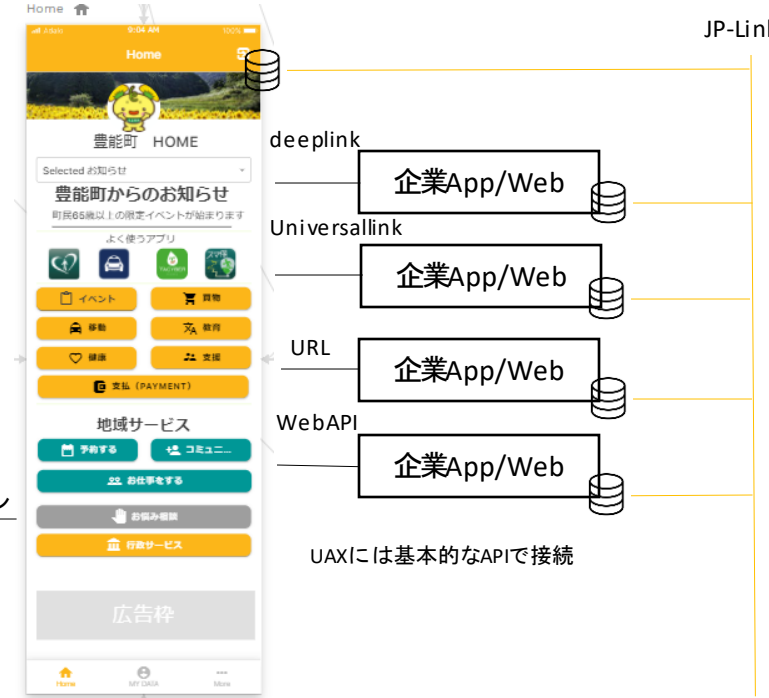 Home
JP-Lin
Adalo
9:04 AM
100%
Home
豊能町 HOME
Selected お知らせ
豊能町からのお知らせ
町民65歳以上の限定イベントが始まります
よく使うアプリ
イベント
買物
移動
教育
健康
支援
支払 (PAYMENT)
地域サービス
予約する
コミュニ...
お仕事をする
お悩み相談
行政サービス
広告枠
Home
MY DATA
More
ン
deeplink
企業App/Web
Universallink
企業App/Web
URL
企業App/Web
WebAPI
企業App/Web
UAXには基本的なAPIで接続